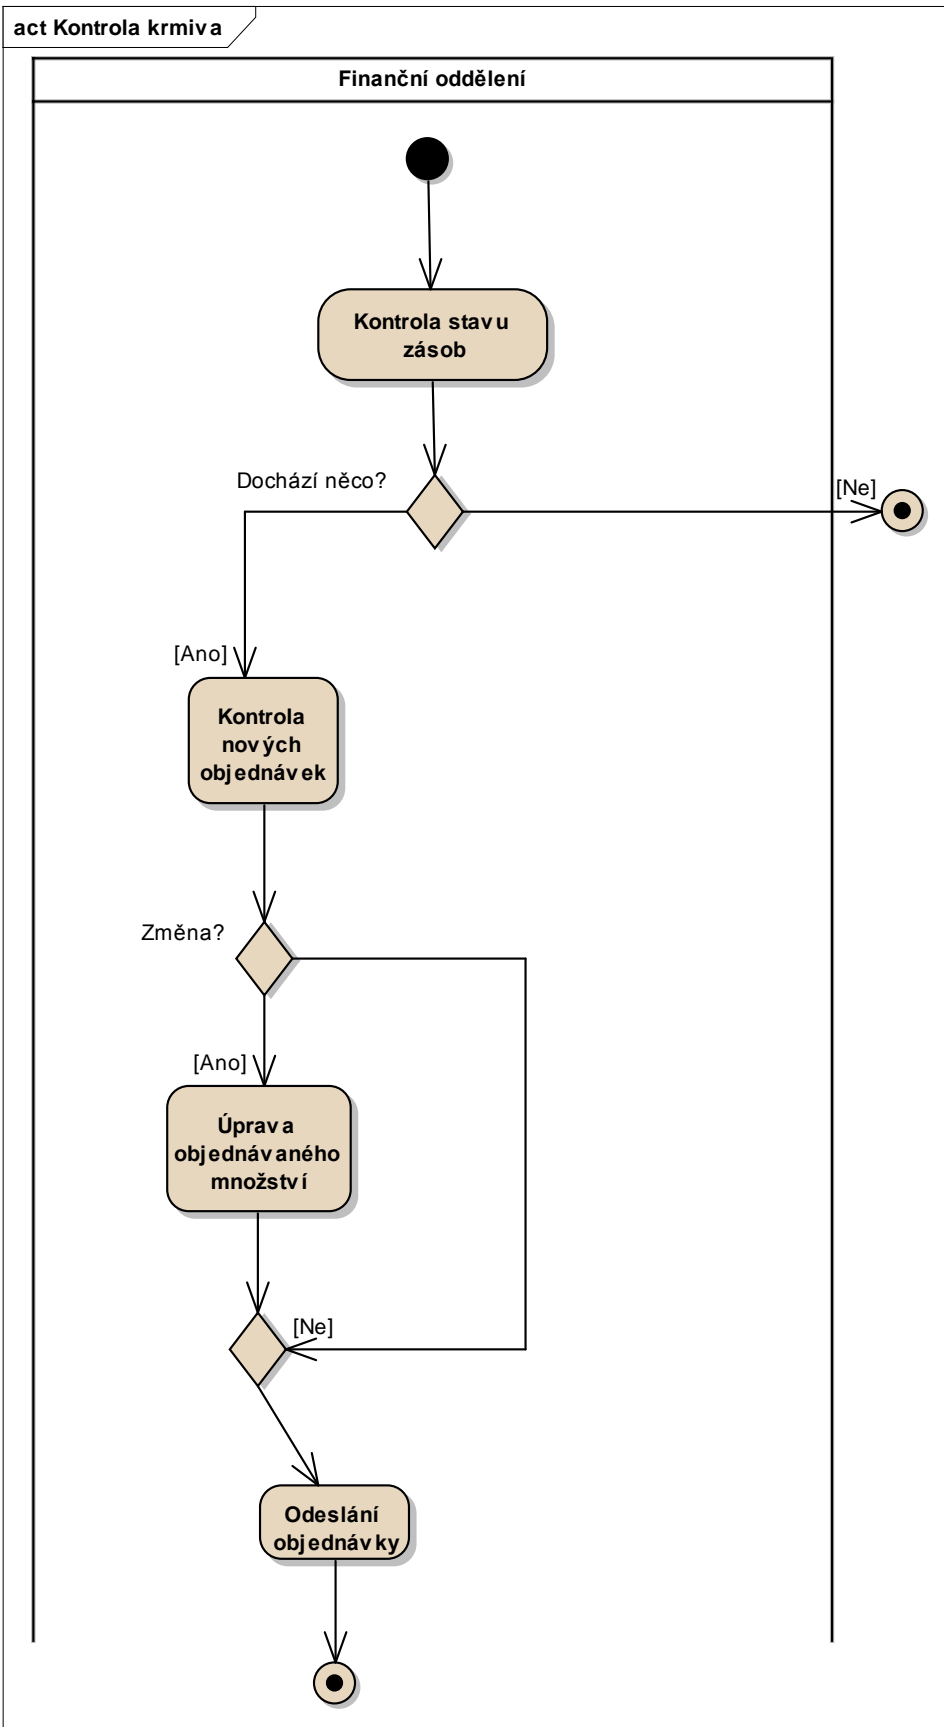 act Kontrola krmiva
Finanční oddělení
Kontrola stavu
zásob
Dochází něco?
[Ne]
[Ano]
Kontrola
nových
objednávek
Změna?
[Ano]
Úprava
objednávaného
množství
[Ne]
Odeslání
objednávky